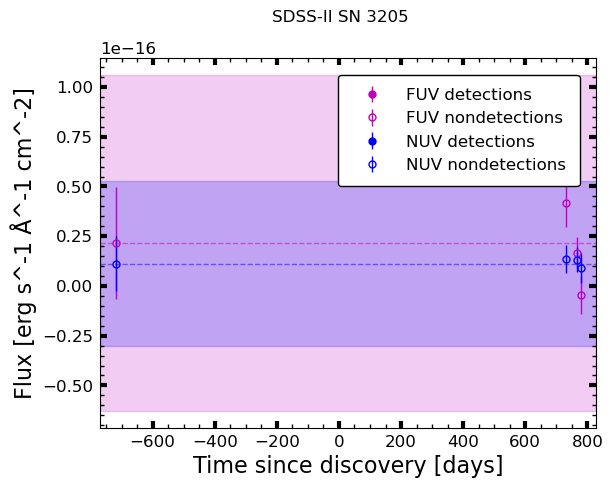 SDSS-II SN 3205
1e−16
FUV detections
FUV nondetections
NUV detections
NUV nondetections
1.00
0.75
0.50
0.25
0.00
−0.25
−0.50
Flux [erg s^-1 Å^-1 cm^-2]
−600 −400 −200 0 200 400 600 800
Time since discovery [days]